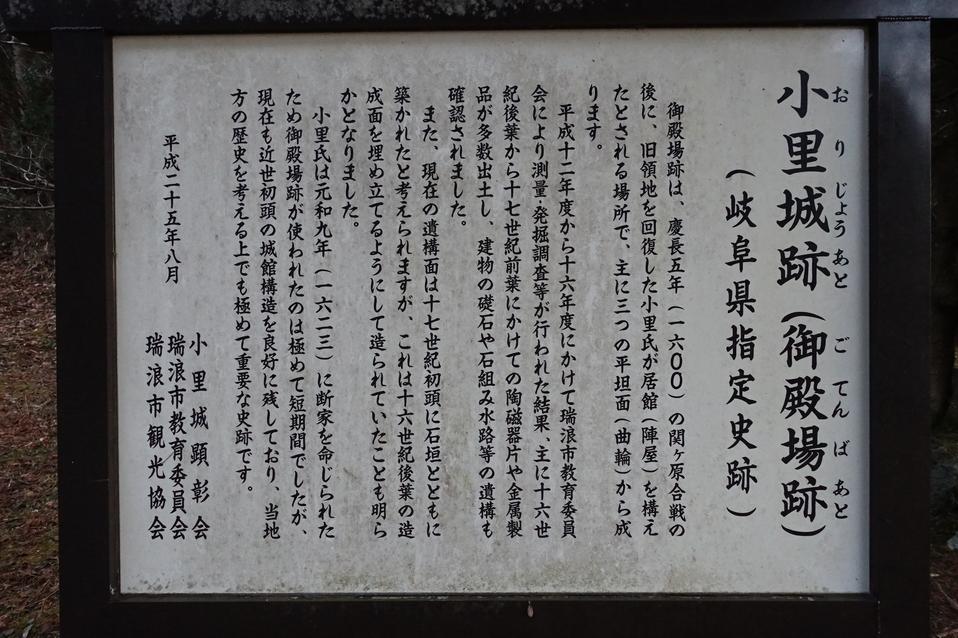 小里城跡（御殿場跡）
おりじょうあと ごてんばあと
（岐阜県指定史跡）
御殿場跡は、慶長五年（一六００）の関ヶ原合戦の
後に、旧領地を回復した小里氏が居館（陣屋）を構え
たとされる場所で、主に三つの平坦面（曲輪）から成
ります。
平成十二年度から十六年度にかけて瑞浪市教育委員
会により測量・発掘調査等が行われた結果、主に十六世
紀後葉から十七世紀前葉にかけての陶磁器片や金属製
品が多数出土し、建物の礎石や石組み水路等の遺構も
確認されました。
また、現在の遺構面は十七世紀初頭に石垣とともに
築かれたと考えられますが、これは十六世紀後葉の造
成面を埋め立てるようにして造られていたことも明ら
かとなりました。
小里氏は元和九年（一六二三）に断家を命じられた
ため御殿場跡が使われたのは極めて短期間でしたが、
現在も近世初頭の城館構造を良好に残しており、当地
方の歴史を考える上でも極めて重要な史跡です。
平成二十五年八月
小里城顕彰会
瑞浪市教育委員会
瑞浪市観光協会